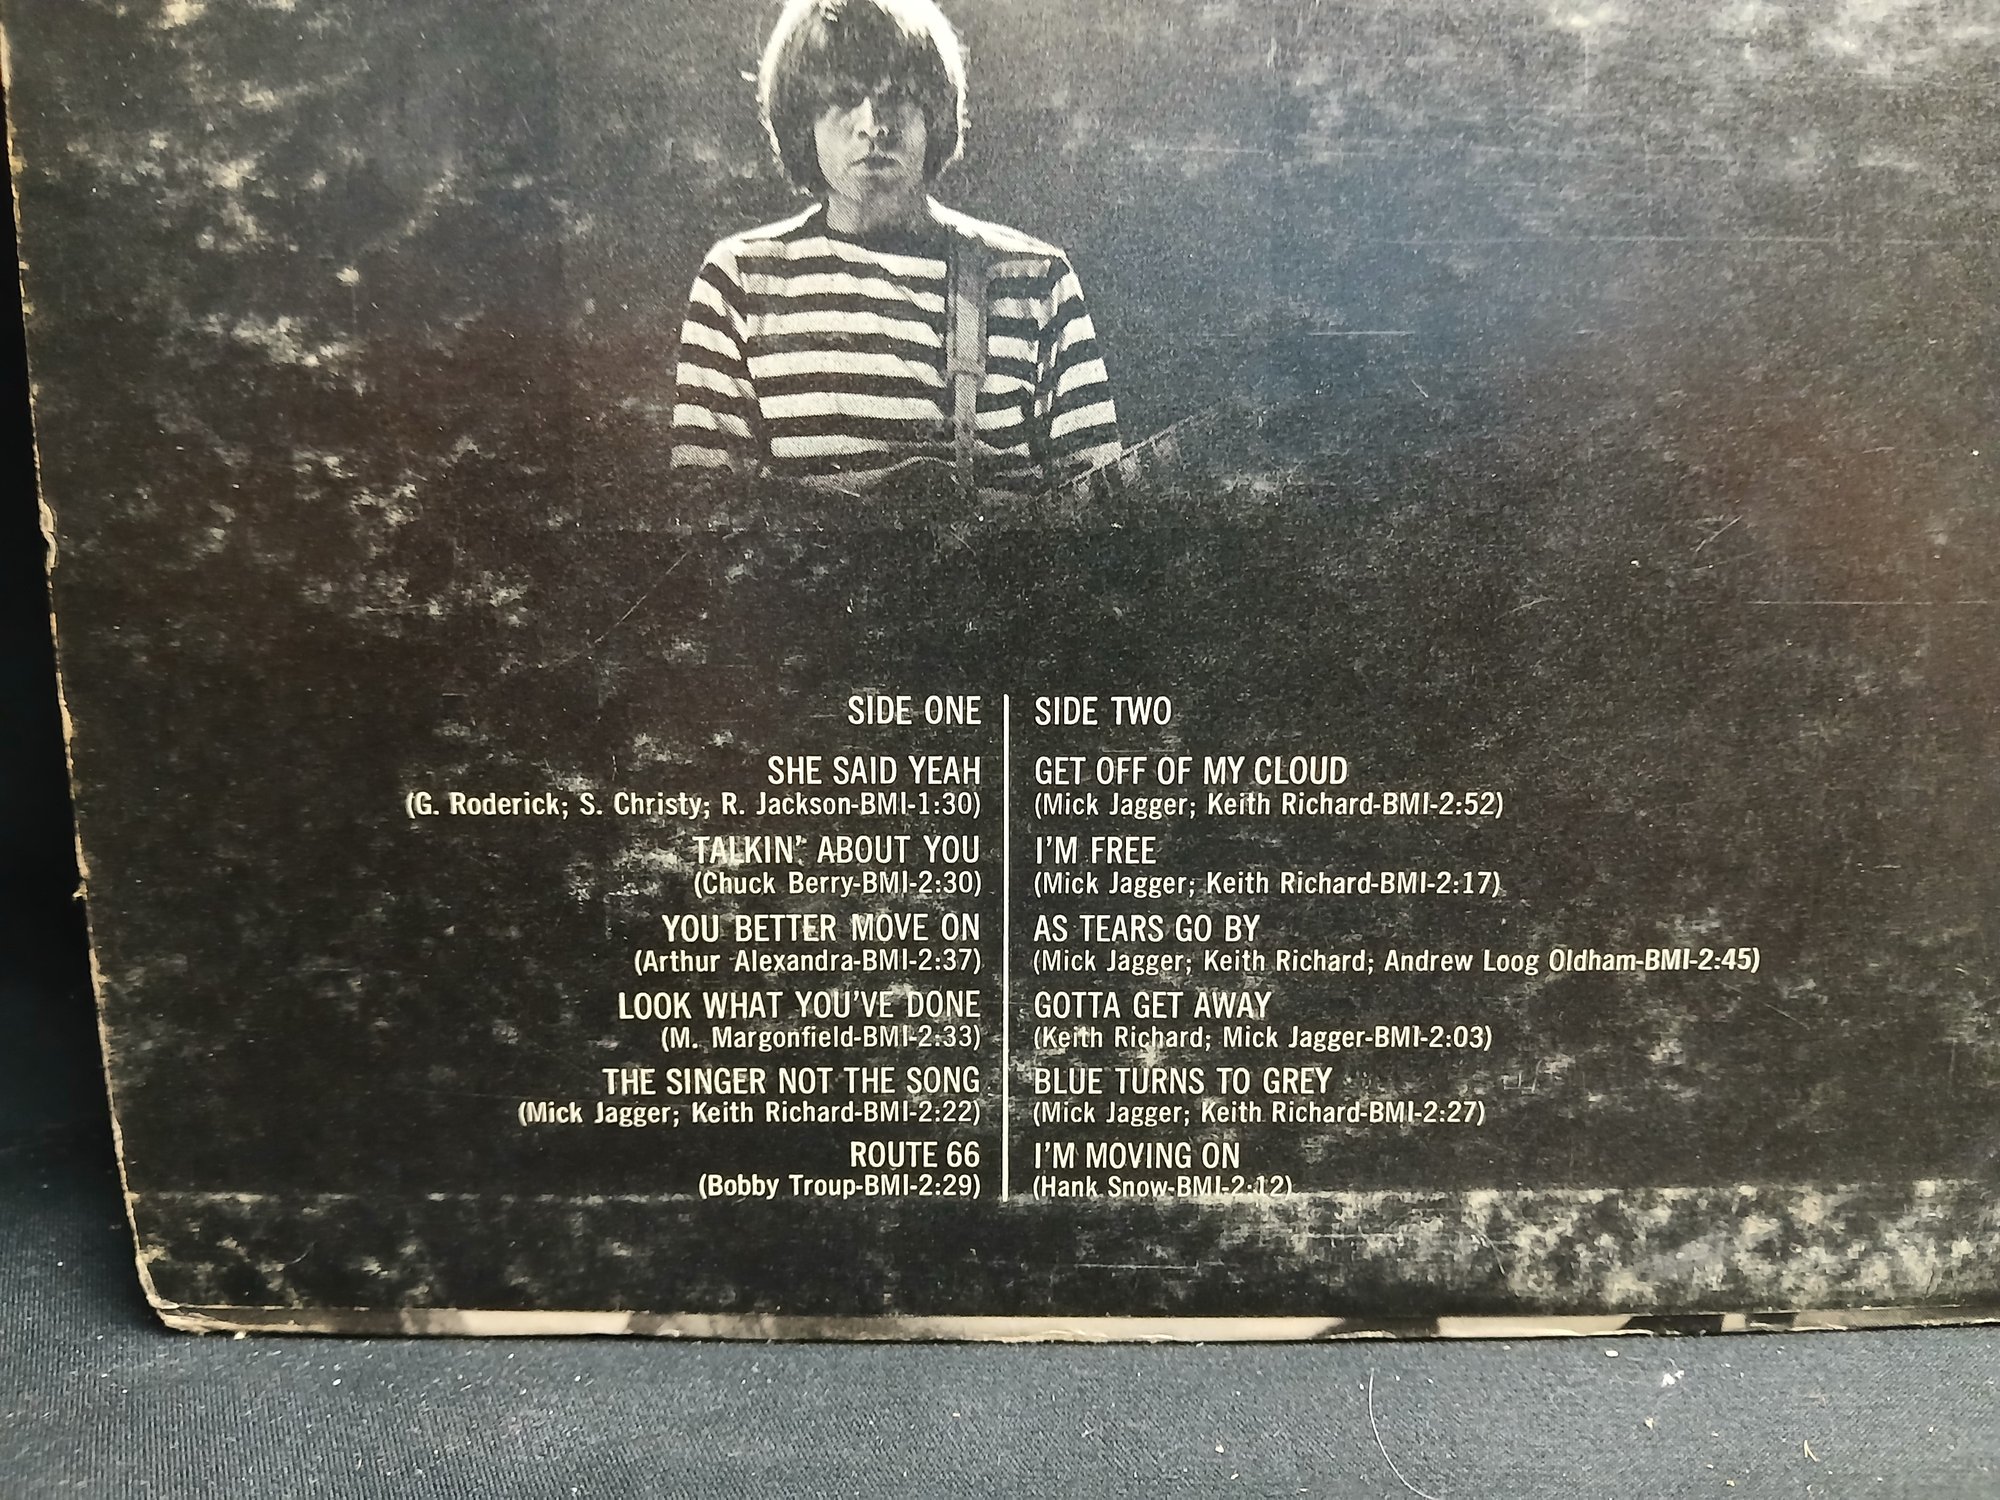 SIDE ONE
SHE SAID YEAH
(G. Roderick; S. Christy; R. Jackson-BMI-1:30)
TALKIN' ABOUT YOU
(Chuck Berry-BMI-2:30)
YOU BETTER MOVE ON
(Arthur Alexandra-BMI-2:37)
LOOK WHAT YOU'VE DONE
(M. Margonfield-BMI-2:33)
THE SINGER NOT THE SONG
(Mick Jagger; Keith Richard-BMI-2:22)
ROUTE 66
(Bobby Troup-BMI-2:29)
SIDE TWO
GET OFF OF MY CLOUD
(Mick Jagger; Keith Richard-BMI-2:52)
I'M FREE
(Mick Jagger; Keith Richard-BMI-2:17)
AS TEARS GO BY
(Mick Jagger; Keith Richard; Andrew Loog Oldham-BMI-2:45)
GOTTA GET AWAY
(Keith Richard; Mick Jagger-BMI-2:03)
BLUE TURNS TO GREY
(Mick Jagger; Keith Richard-BMI-2:27)
I'M MOVING ON
(Hank Snow-BMI-2:12)